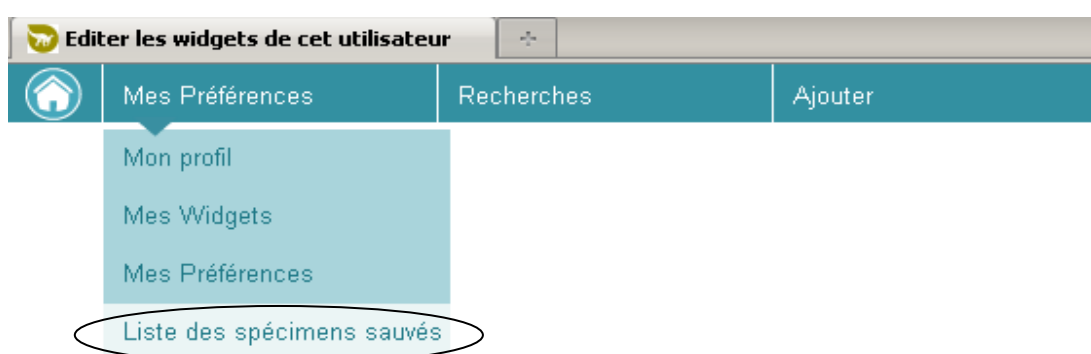 Editer les widgets de cet utilisateur
Mes Préférences Recherches Ajouter
Mon profil
Mes Widgets
Mes Préférences
Liste des spécimens sauvés